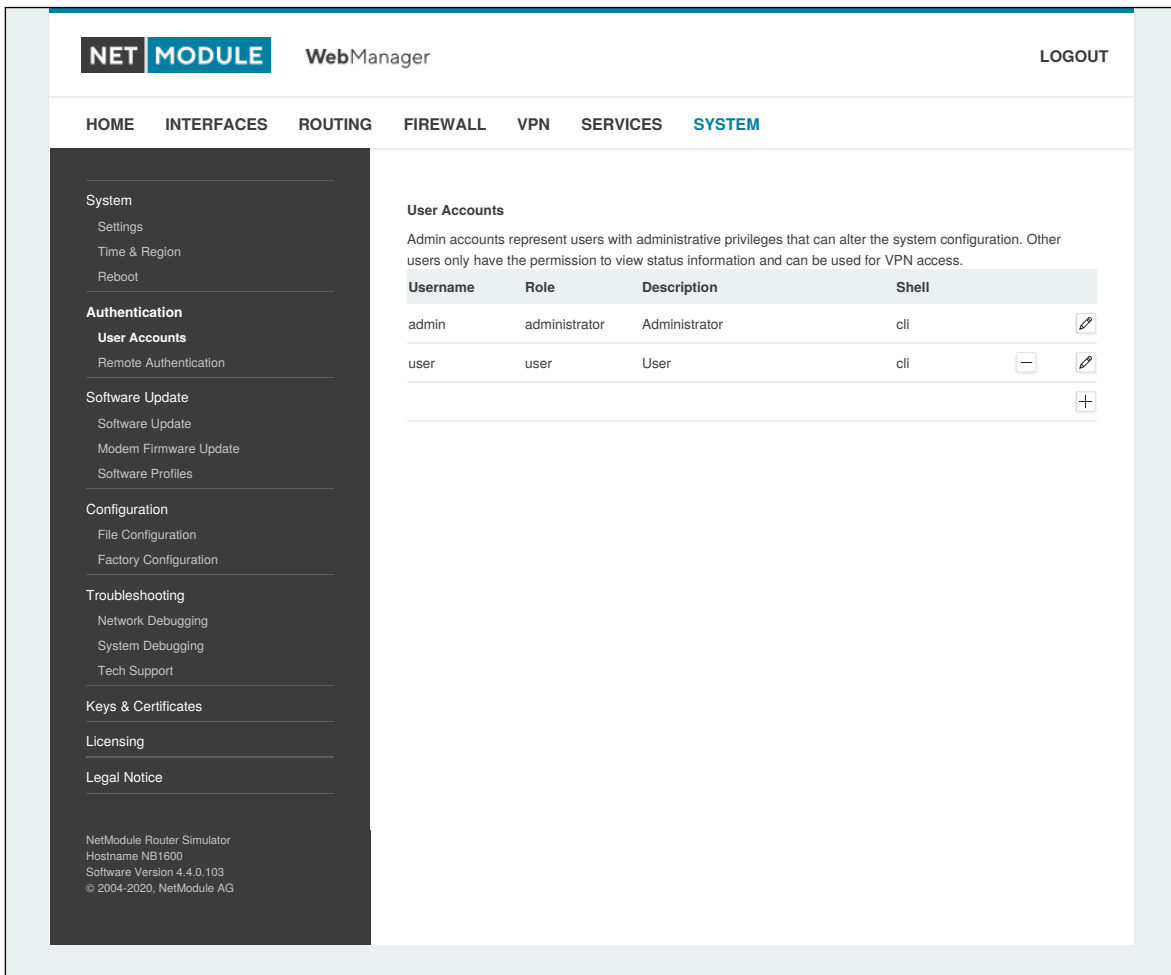 NET MODULE WebManager LOGOUT
HOME INTERFACES ROUTING FIREWALL VPN SERVICES SYSTEM
System
Settings
Time & Region
Reboot
Authentication
User Accounts
Remote Authentication
Software Update
Software Update
Modem Firmware Update
Software Profiles
Configuration
File Configuration
Factory Configuration
Troubleshooting
Network Debugging
System Debugging
Tech Support
Keys & Certificates
Licensing
Legal Notice
NetModule Router Simulator
Hostname NB1600
Software Version 4.4.0.103
© 2004-2020, NetModule AG
User Accounts
Admin accounts represent users with administrative privileges that can alter the system configuration. Other
users only have the permission to view status information and can be used for VPN access.
Username Role Description Shell
admin administrator Administrator cli
user user User cli